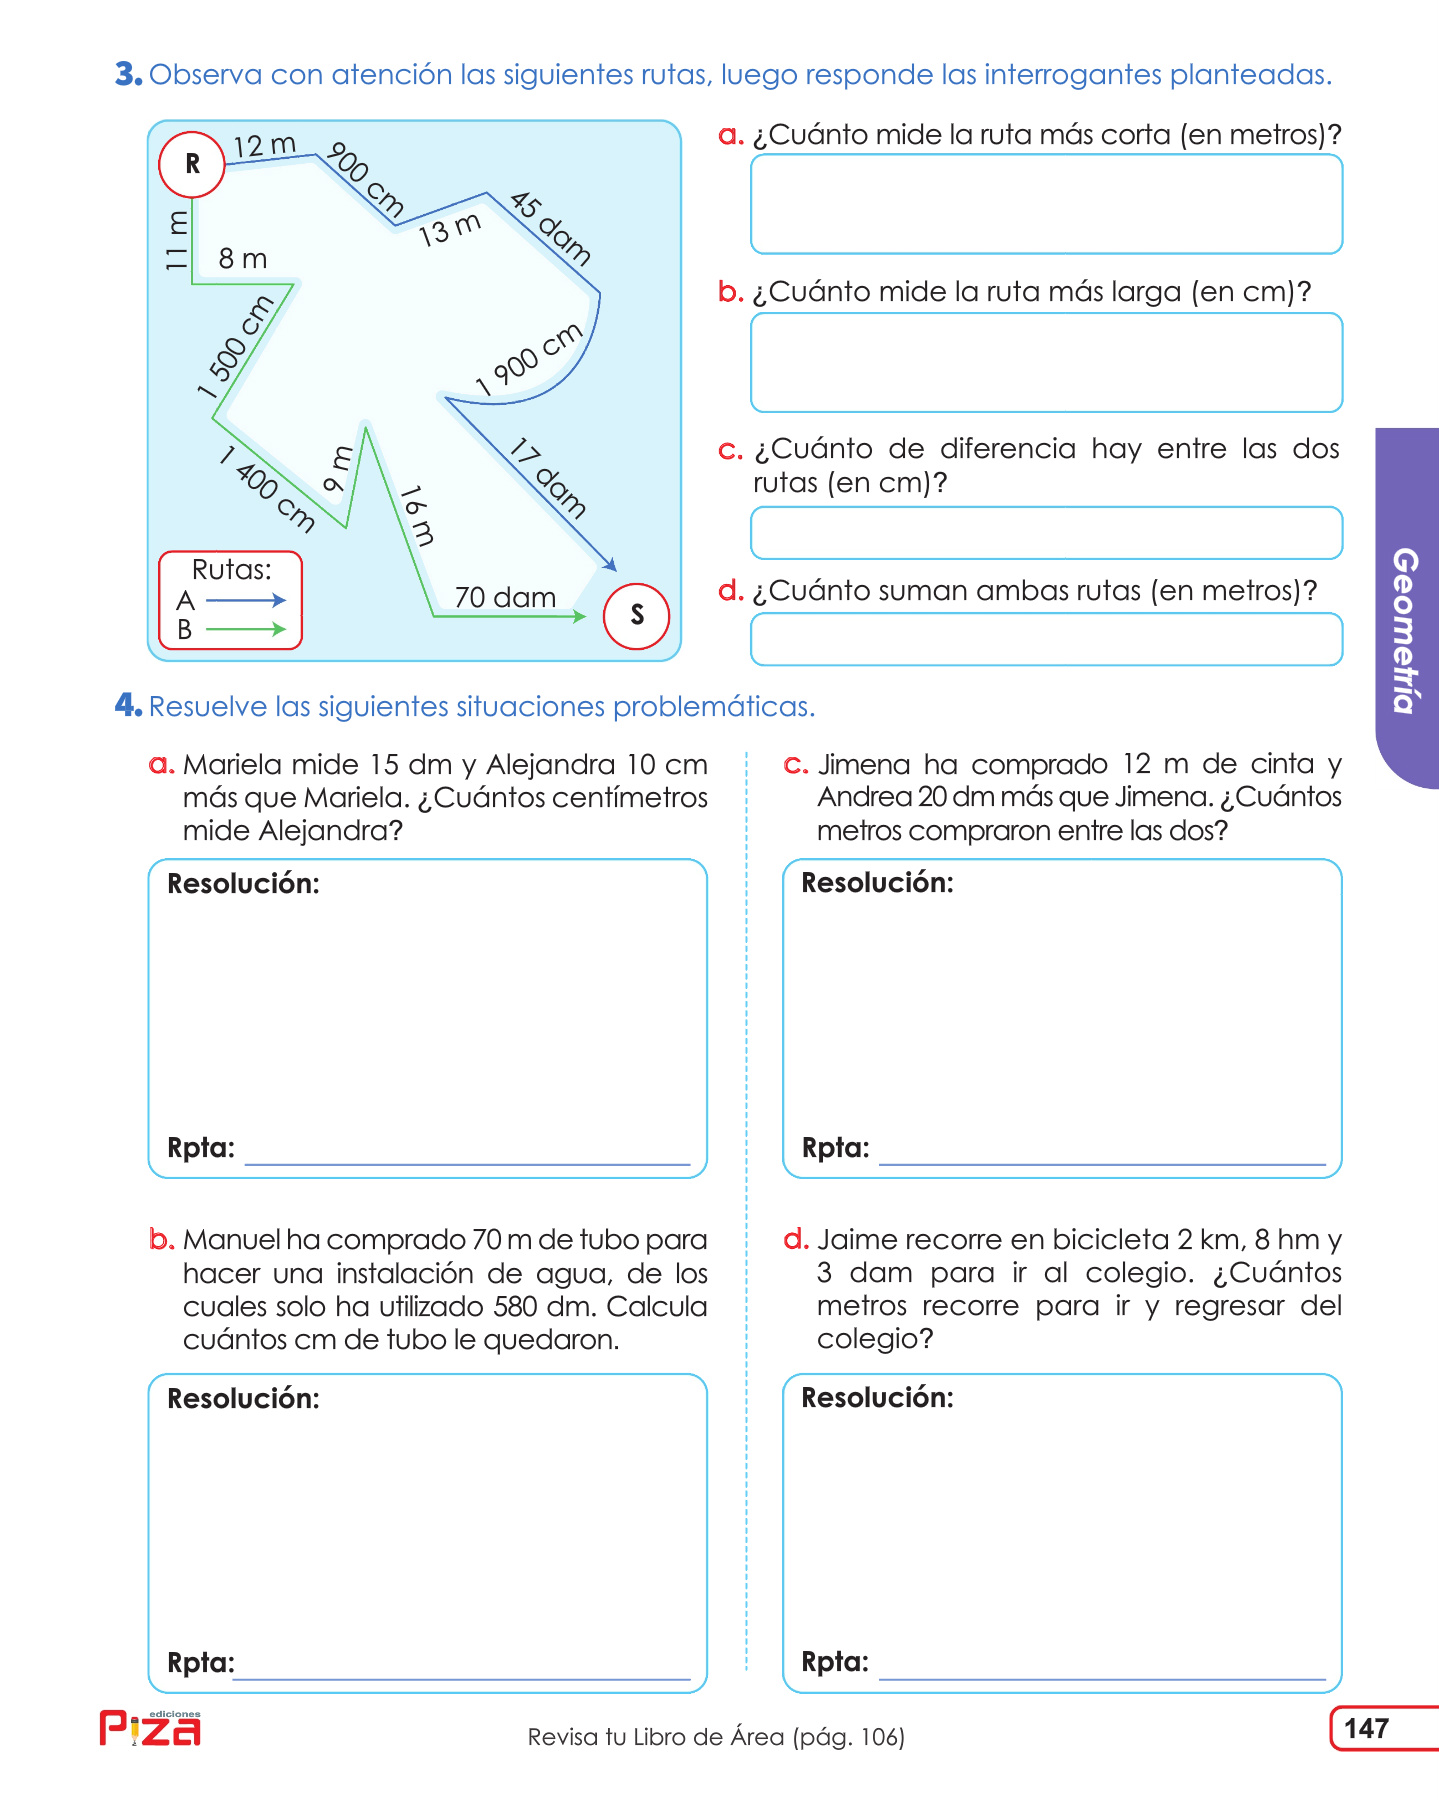 3. Observa con atención las siguientes rutas, luego responde las interrogantes planteadas.
R
12 m
900 cm
13 m
45 dam
1 900 cm
17 dam
11 m
8 m
1 500 cm
1 400 cm
9 m
16 m
70 dam
S
Rutas:
A
B
a. ¿Cuánto mide la ruta más corta (en metros)?
b. ¿Cuánto mide la ruta más larga (en cm)?
c. ¿Cuánto de diferencia hay entre las dos
rutas (en cm)?
d. ¿Cuánto suman ambas rutas (en metros)?
Geometría
4. Resuelve las siguientes situaciones problemáticas.
a. Mariela mide 15 dm y Alejandra 10 cm
más que Mariela. ¿Cuántos centímetros
mide Alejandra?
Resolución:
Rpta:
b. Manuel ha comprado 70 m de tubo para
hacer una instalación de agua, de los
cuales solo ha utilizado 580 dm. Calcula
cuántos cm de tubo le quedaron.
Resolución:
Rpta:
c. Jimena ha comprado 12 m de cinta y
Andrea 20 dm más que Jimena. ¿Cuántos
metros compraron entre las dos?
Resolución:
Rpta:
d. Jaime recorre en bicicleta 2 km, 8 hm y
3 dam para ir al colegio. ¿Cuántos
metros recorre para ir y regresar del
colegio?
Resolución:
Rpta:
ediciones
Piza
Revisa tu Libro de Área (pág. 106)
147